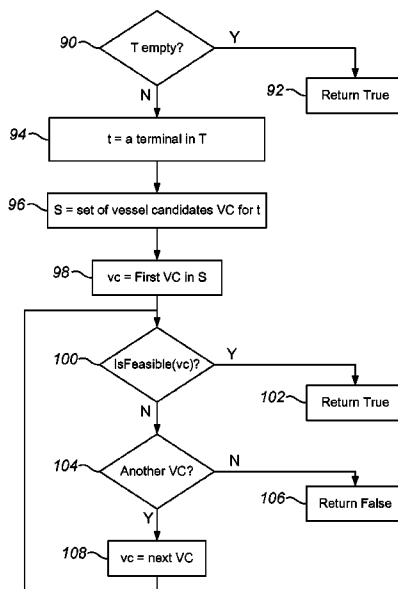 90
T empty?
Y
92
Return True
N
94
t = a terminal in T
96
S = set of vessel candidates VC for t
98
vc = First VC in S
100
IsFeasible(vc)?
Y
102
Return True
N
104
Another VC?
N
106
Return False
Y
108
vc = next VC